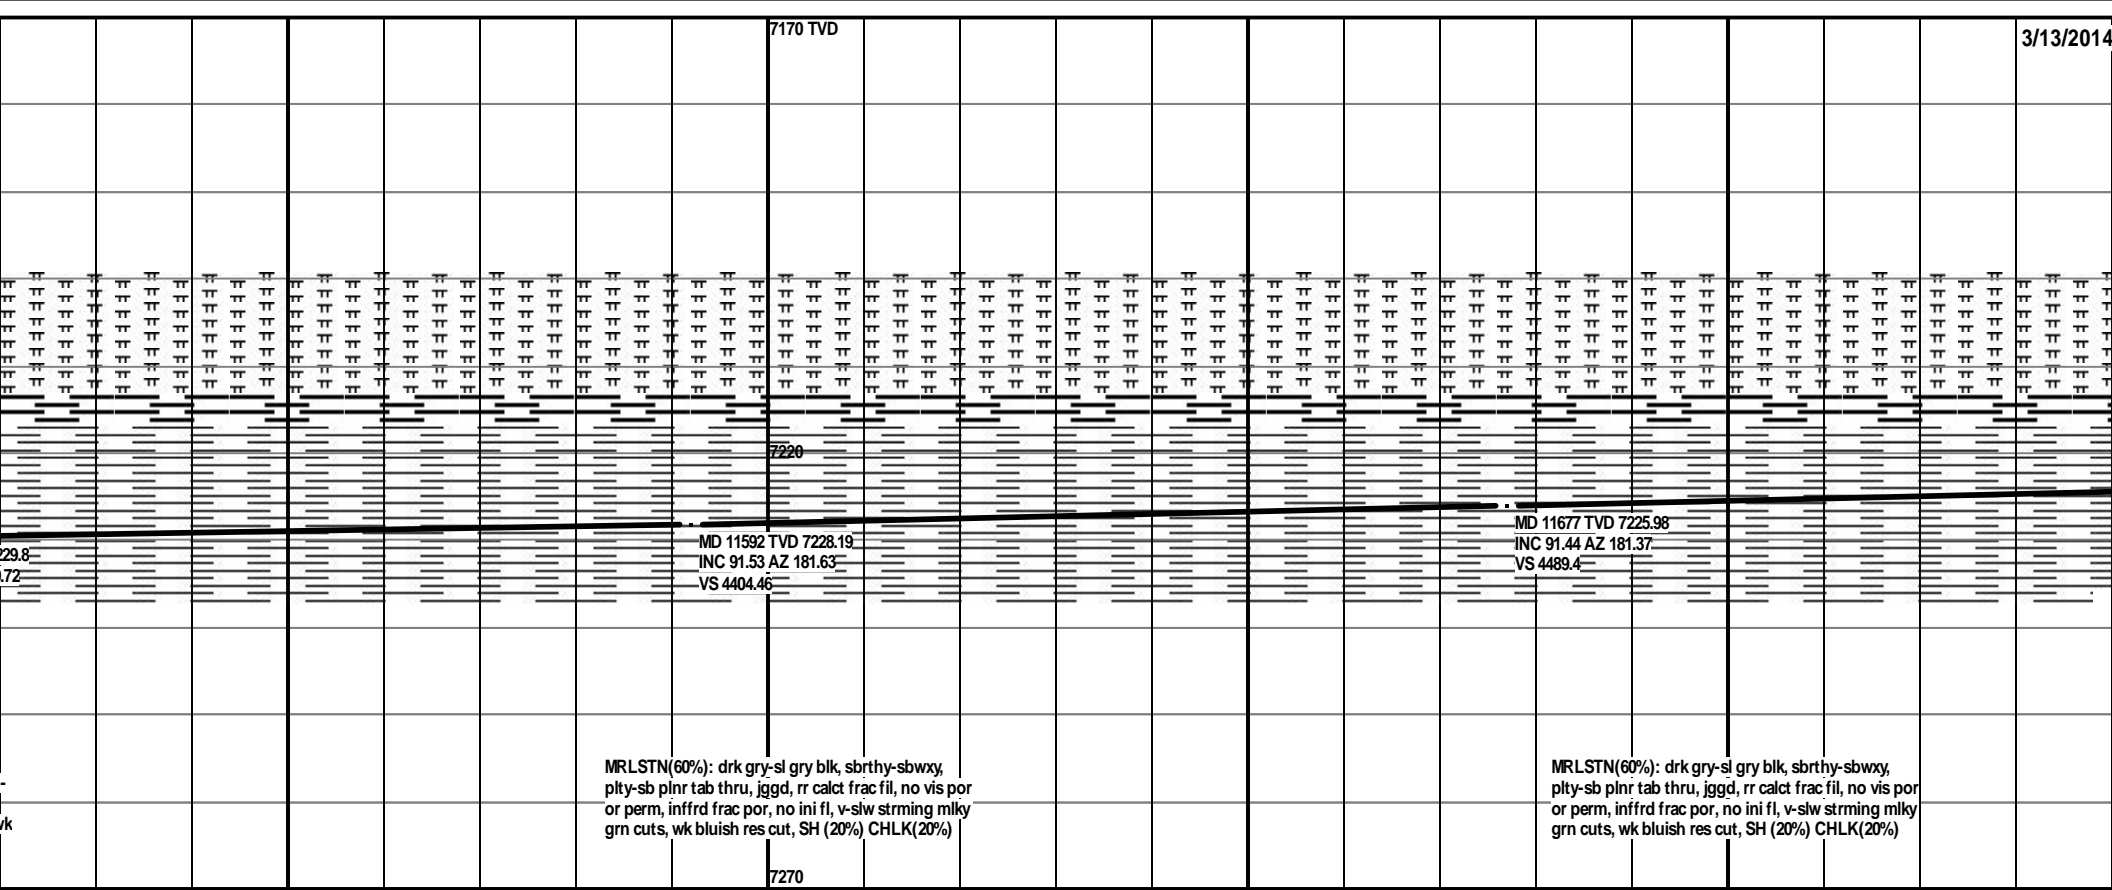 7170 TVD
3/13/2014
7220
229.8
.72
MD 11592 TVD 7228.19
INC 91.53 AZ 181.63
VS 4404.46
MD 11677 TVD 7225.98
INC 91.44 AZ 181.37
VS 4489.4
-
MRLSTN(60%): drk gry-sl gry blk, sbrthy-sbwxy,
plty-sb plnr tab thru, jggd, rr calct frac fil, no vis por
or perm, inffrd frac por, no ini fl, v-slw strming mlky
grn cuts, wk bluish res cut, SH (20%) CHLK(20%)
MRLSTN(60%): drk gry-sl gry blk, sbrthy-sbwxy,
plty-sb plnr tab thru, jggd, rr calct frac fil, no vis por
or perm, inffrd frac por, no ini fl, v-slw strming mlky
grn cuts, wk bluish res cut, SH (20%) CHLK(20%)
7270